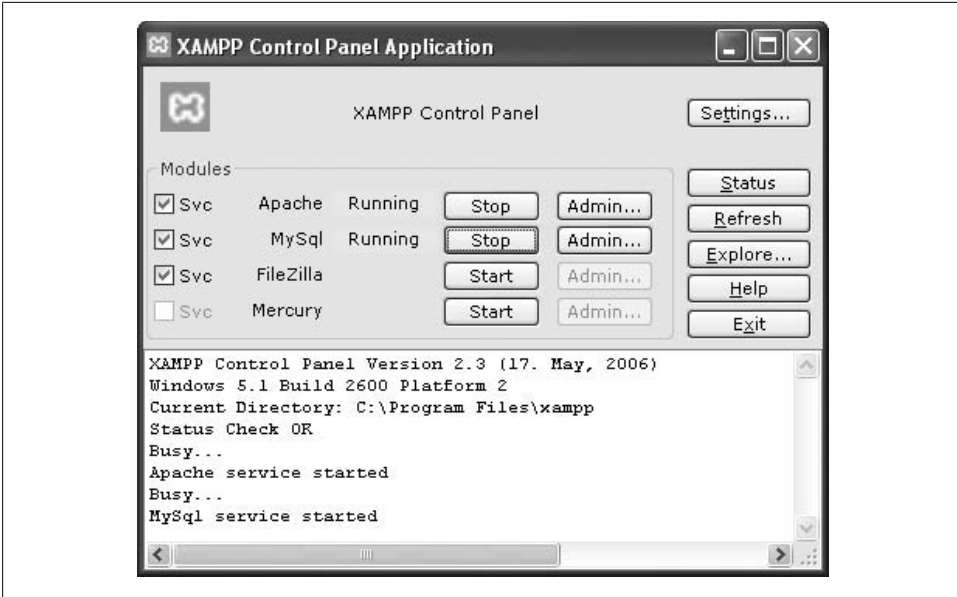 XAMPP Control Panel Application
XAMPP Control Panel
Settings...
Modules
Svc Apache Running Stop Admin...
Svc MySql Running Stop Admin...
Svc FileZilla Start Admin...
Svc Mercury Start Admin...
Status
Refresh
Explore...
Help
Exit
XAMPP Control Panel Version 2.3 (17. May, 2006)
Windows 5.1 Build 2600 Platform 2
Current Directory: C:\Program Files\xampp
Status Check OK
Busy...
Apache service started
Busy...
MySql service started